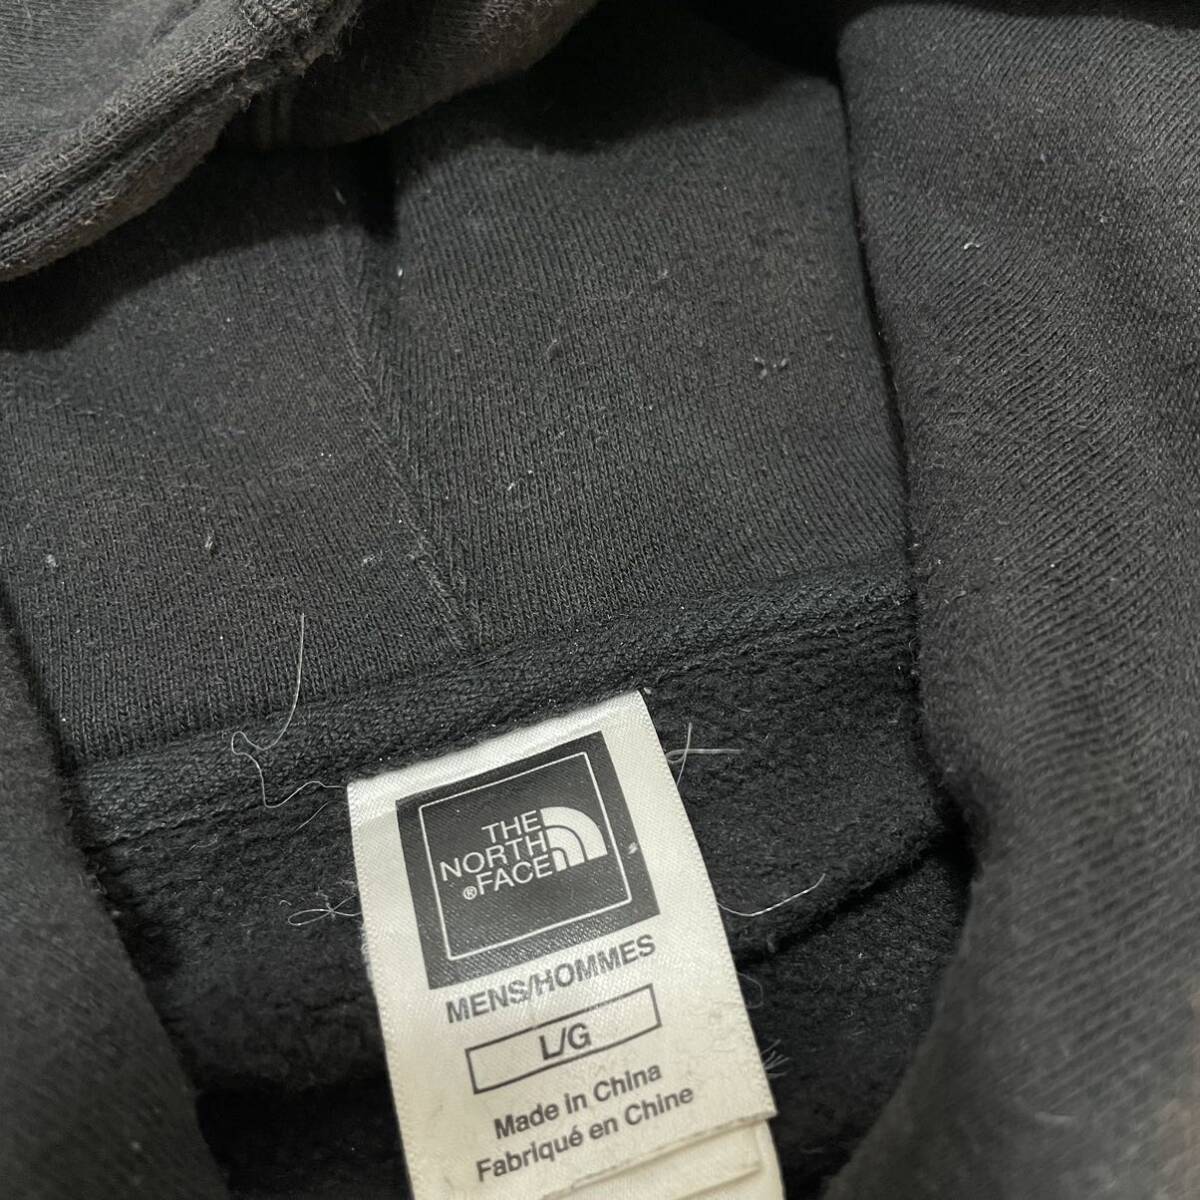 THE
NORTH
®FACE
MENS/HOMMES
L/G
Made in China
Fabriqué en Chine